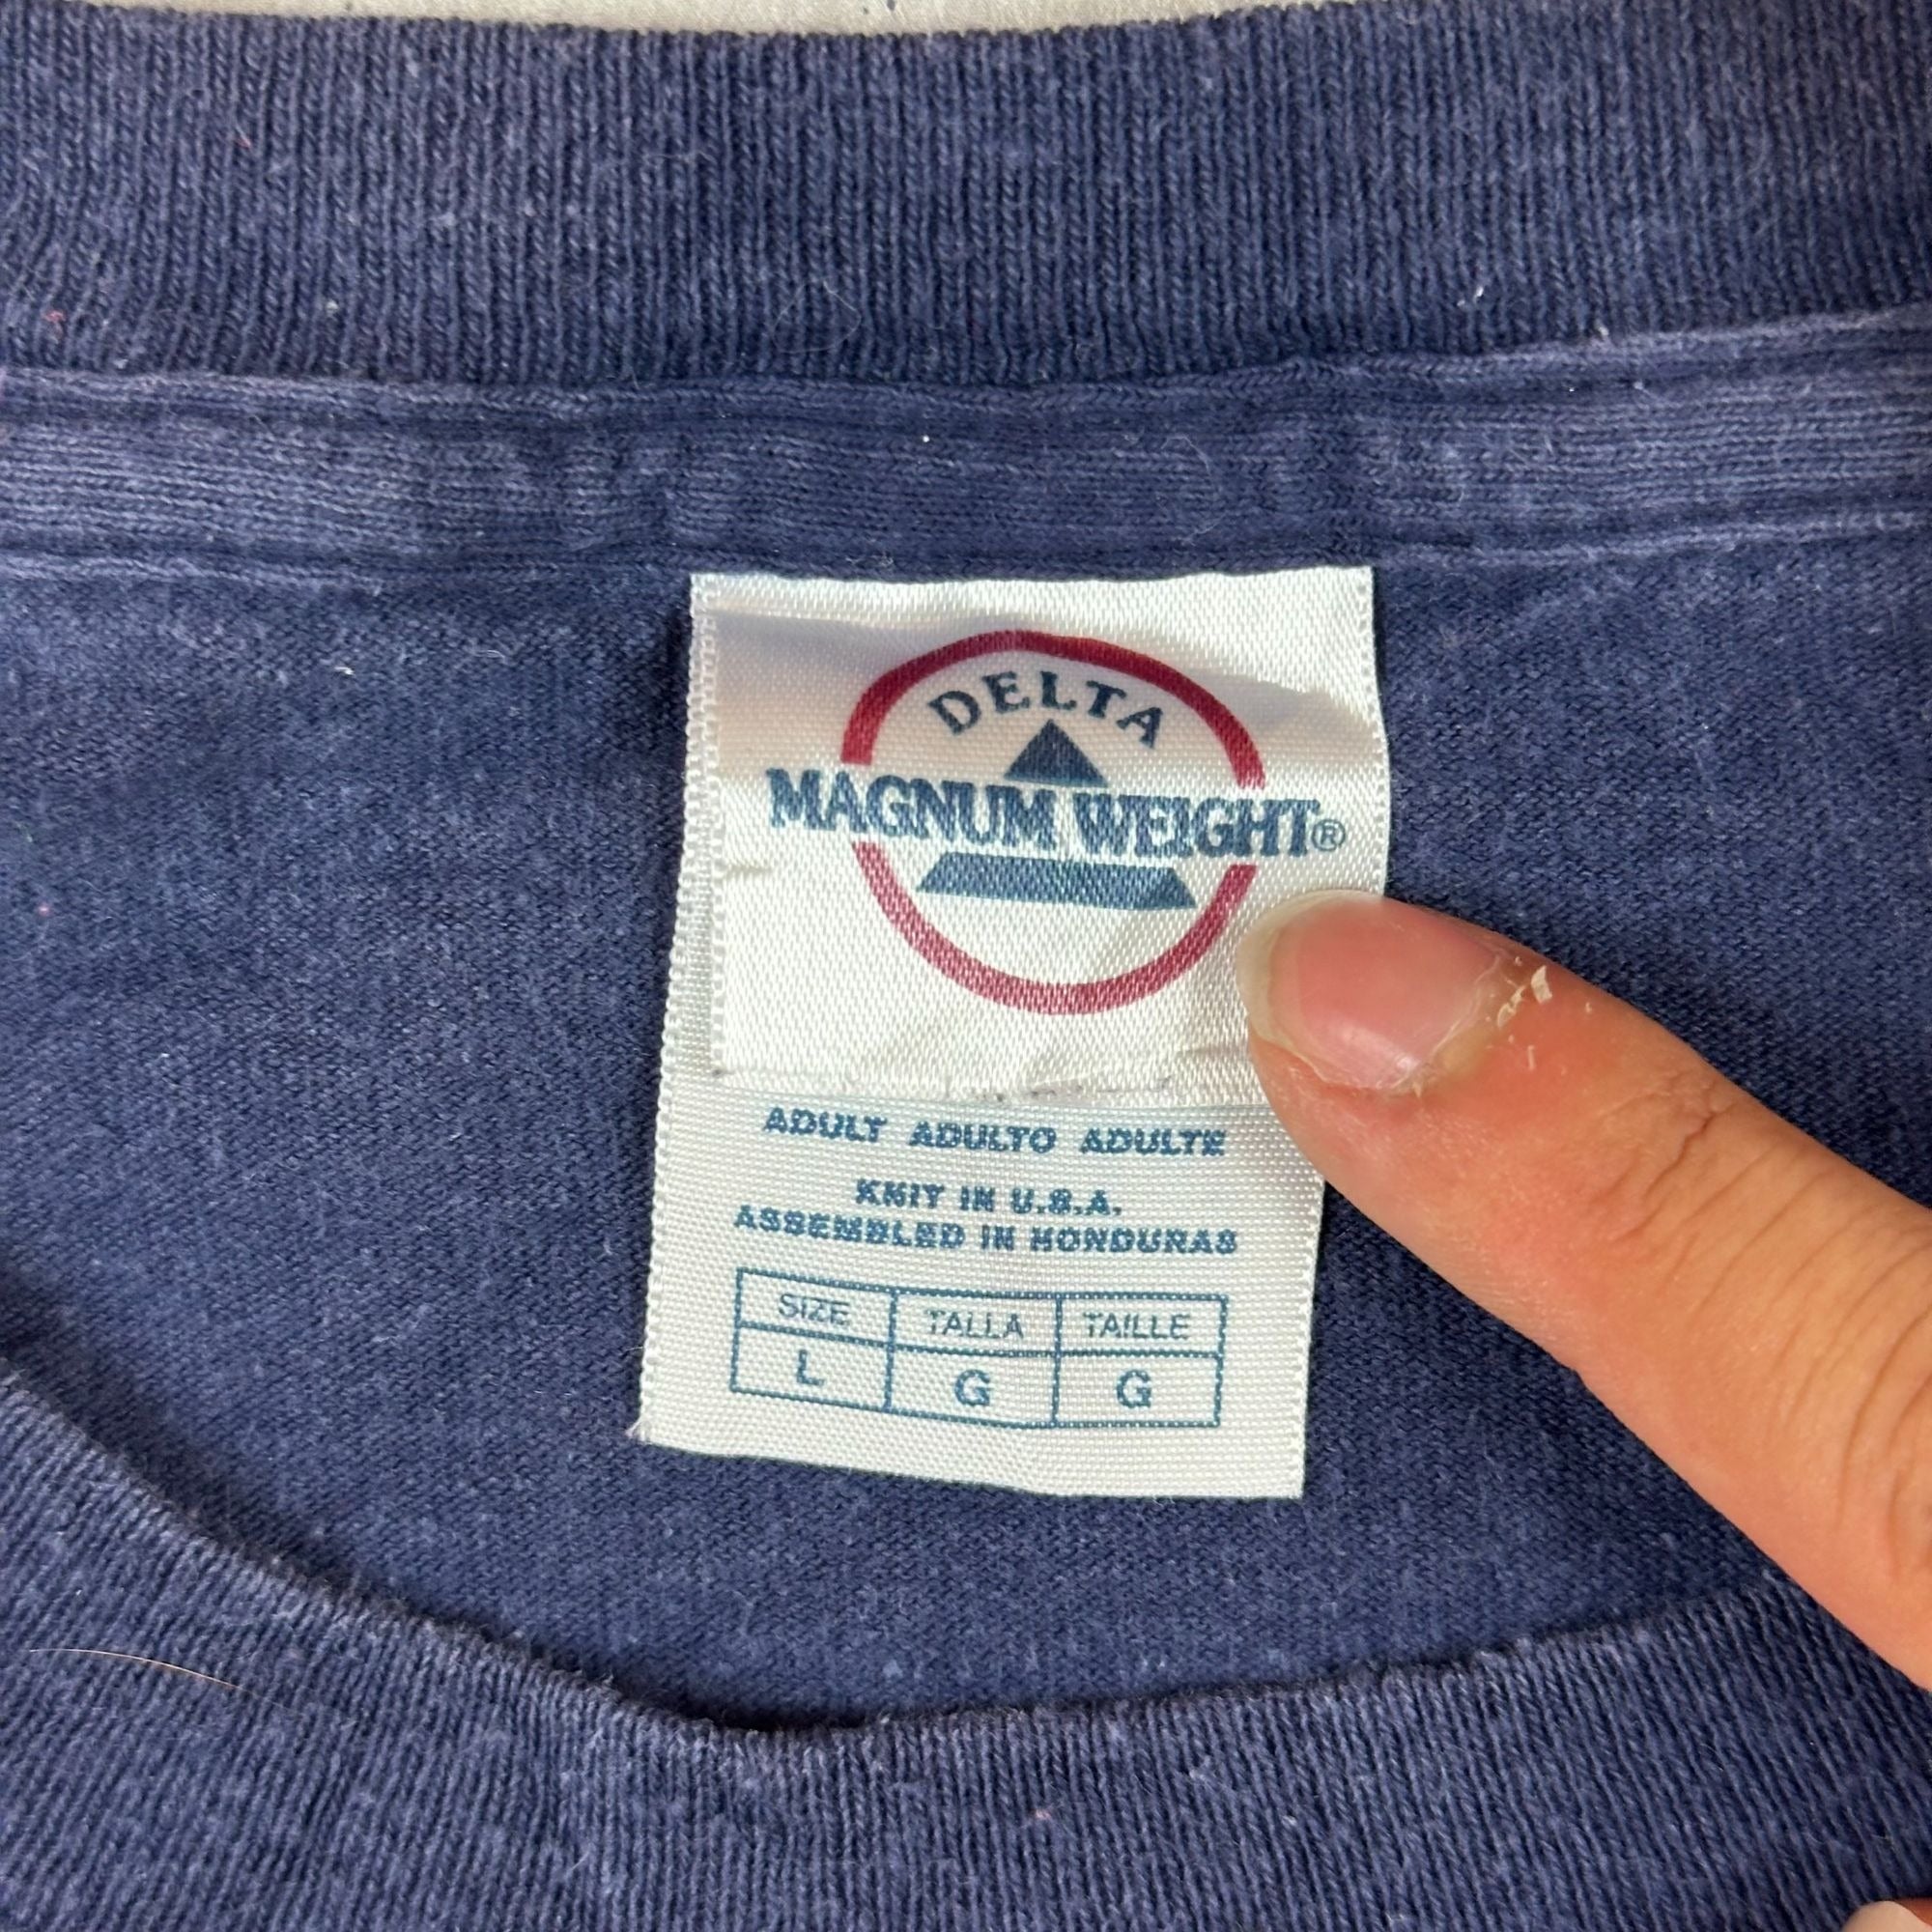 DELTA
MAGNUM WEIGHT®
ADULT ADULTO ADULTE
KNIT IN U.S.A.
ASSEMBLED IN HONDURAS
SIZE TALLA TAILLE
L G G